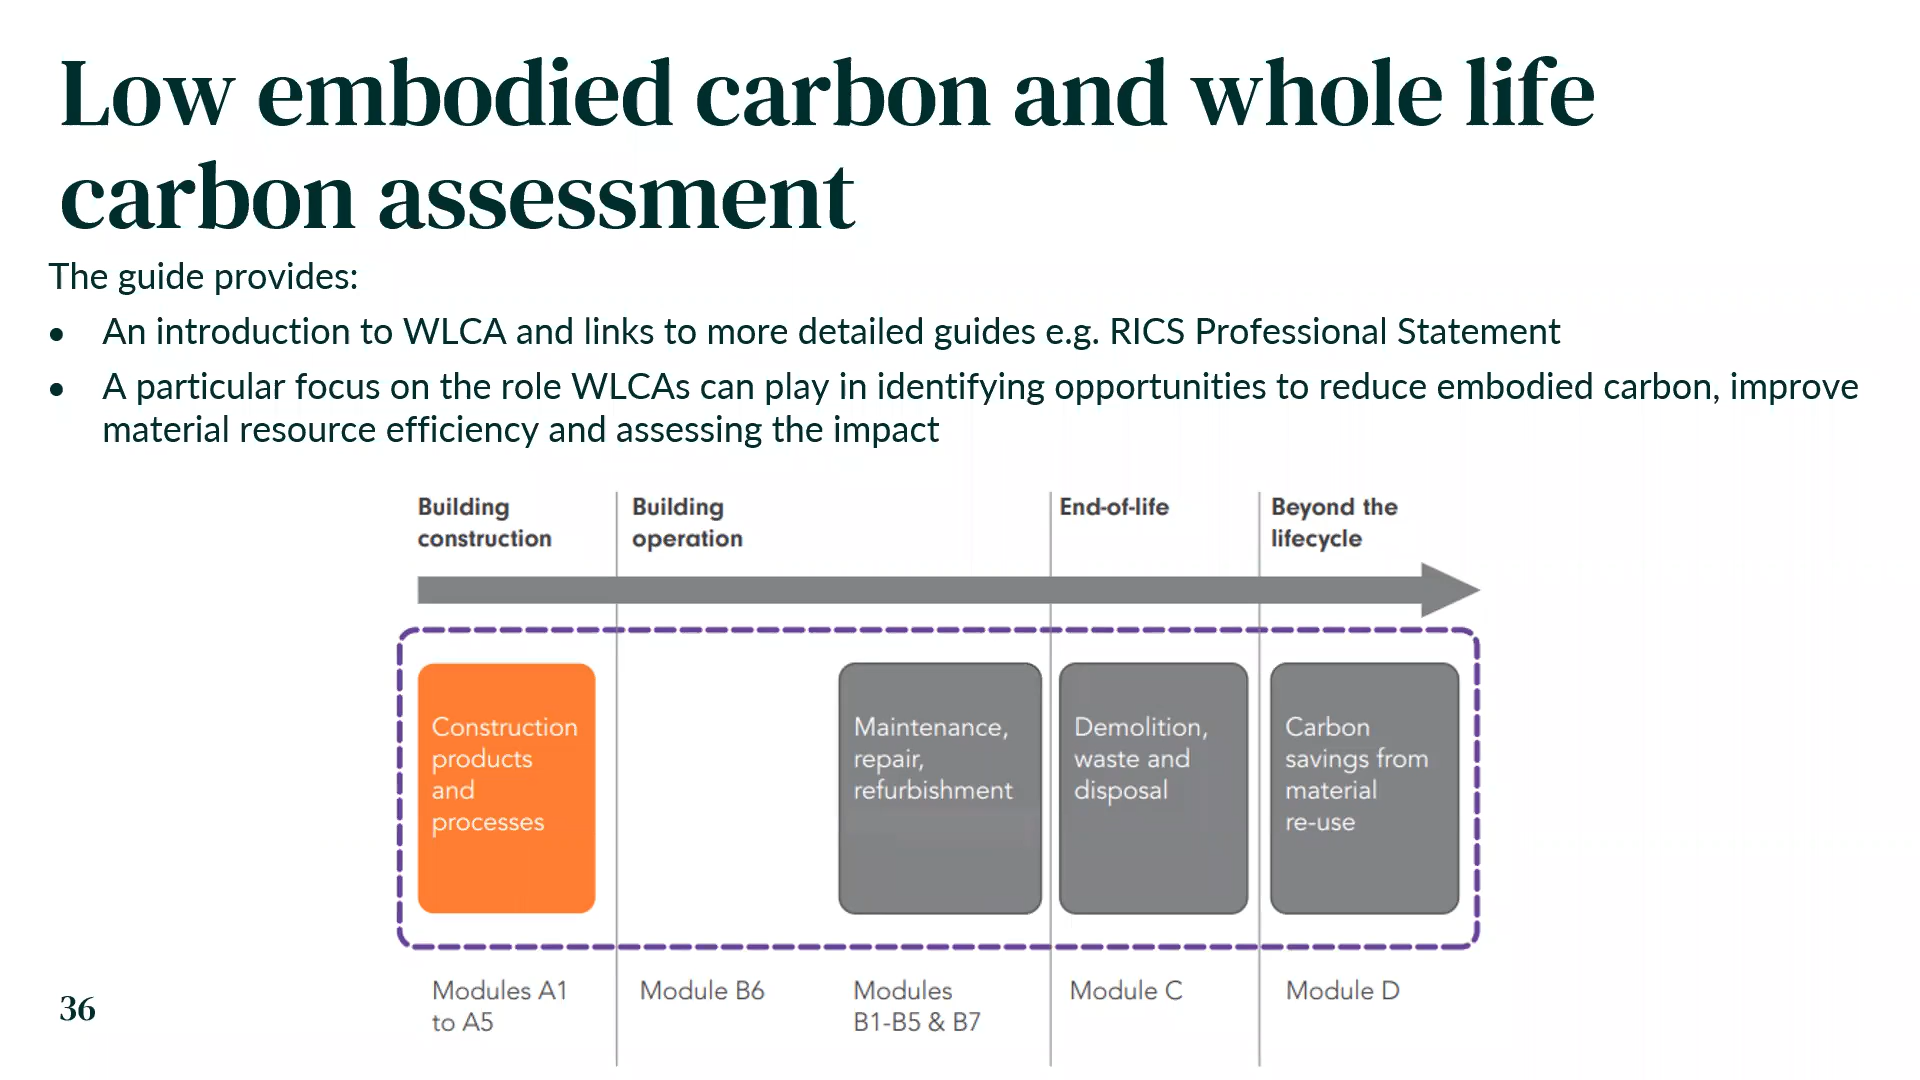 Low embodied carbon and whole life
carbon assessment
The guide provides:
• An introduction to WLCA and links to more detailed guides e.g. RICS Professional Statement
• A particular focus on the role WLCAs can play in identifying opportunities to reduce embodied carbon, improve
material resource efficiency and assessing the impact
Building
construction
Building
operation
End-of-life
Beyond the
lifecycle
Construction
products
and
processes
Maintenance,
repair,
refurbishment
Demolition,
waste and
disposal
Carbon
savings from
material
re-use
Modules A1
to A5
Module B6
Modules
B1-B5 & B7
Module C
Module D
36